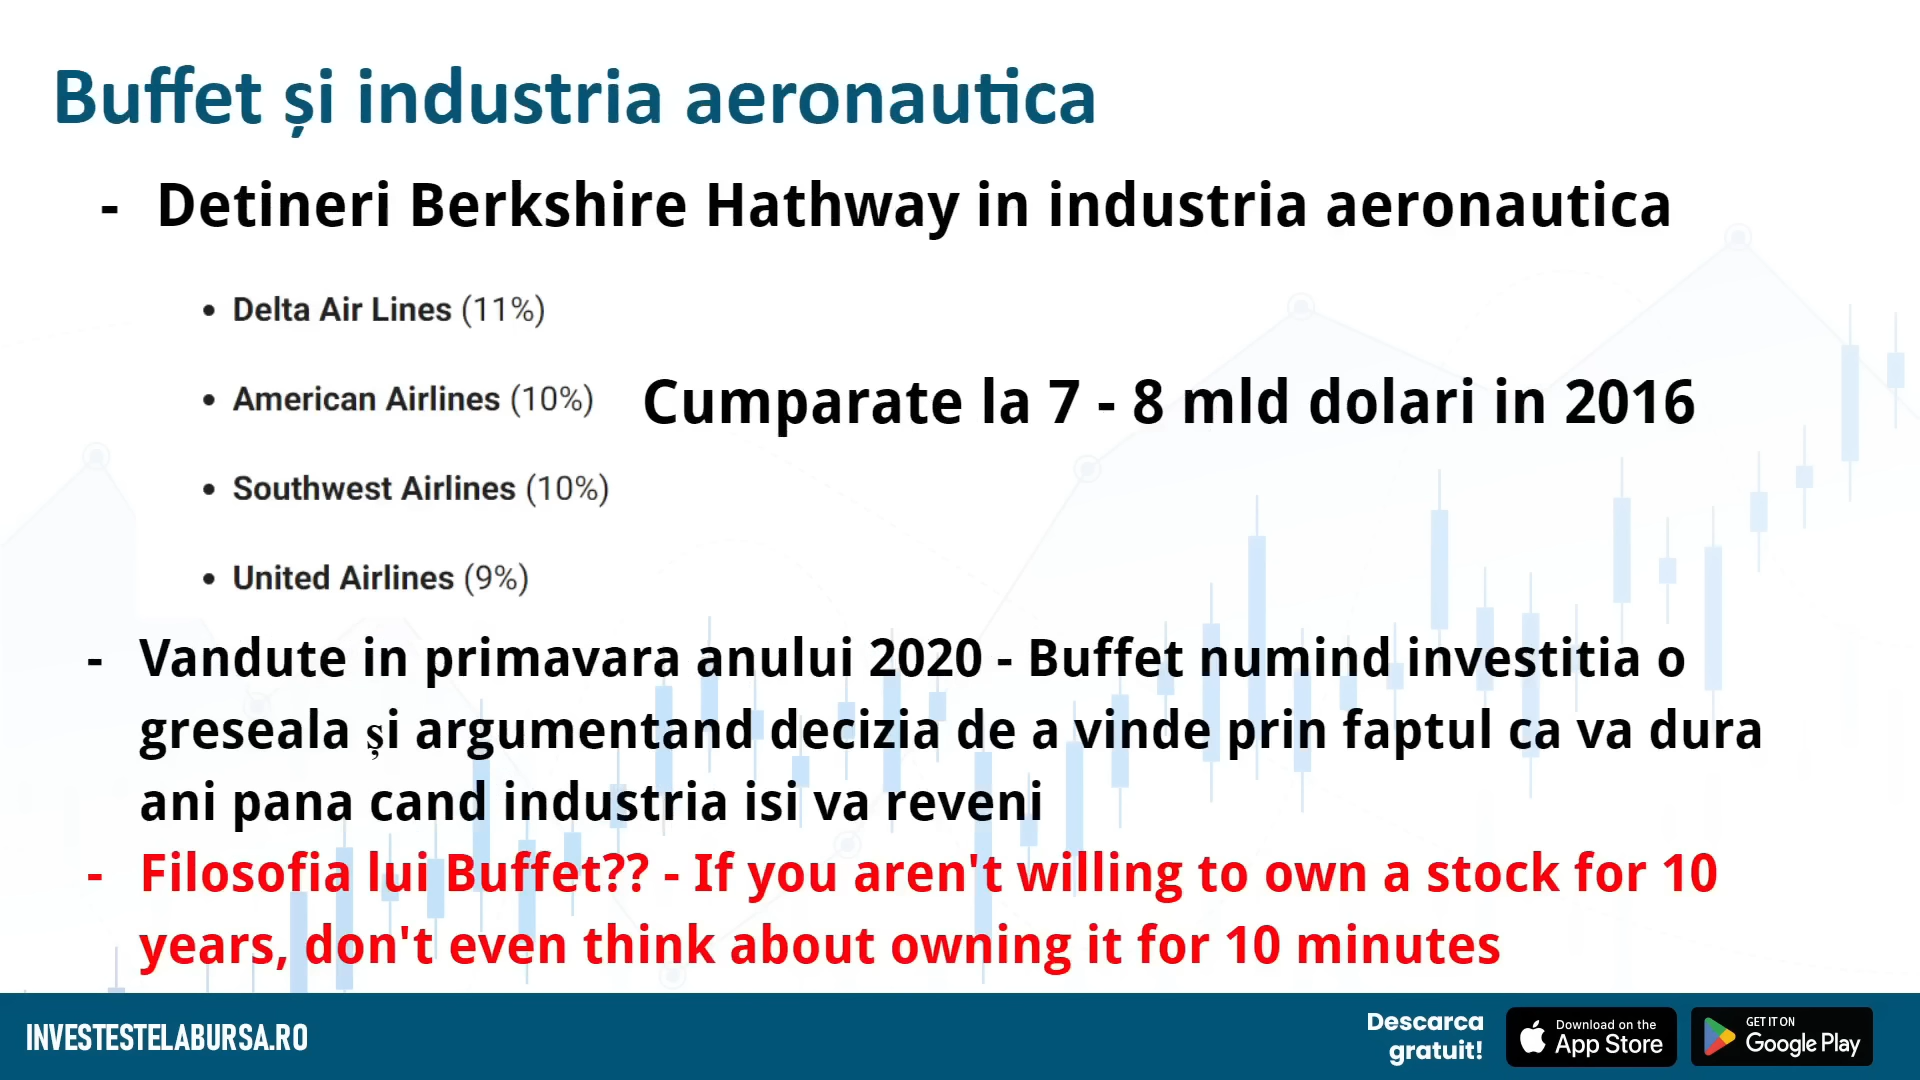 Buffet și industria aeronautica
- Detineri Berkshire Hathway in industria aeronautica
• Delta Air Lines (11%)
• American Airlines (10%)
Cumparate la 7 - 8 mld dolari in 2016
• Southwest Airlines (10%)
• United Airlines (9%)
- Vandute in primavara anului 2020 - Buffet numind investitia o
greseala și argumentand decizia de a vinde prin faptul ca va dura
ani pana cand industria isi va reveni
- Filosofia lui Buffet?? - If you aren't willing to own a stock for 10
years, don't even think about owning it for 10 minutes
INVESTESTELABURSA.RO
Descarca
gratuit!
Download on the
App Store
GET IT ON
Google Play